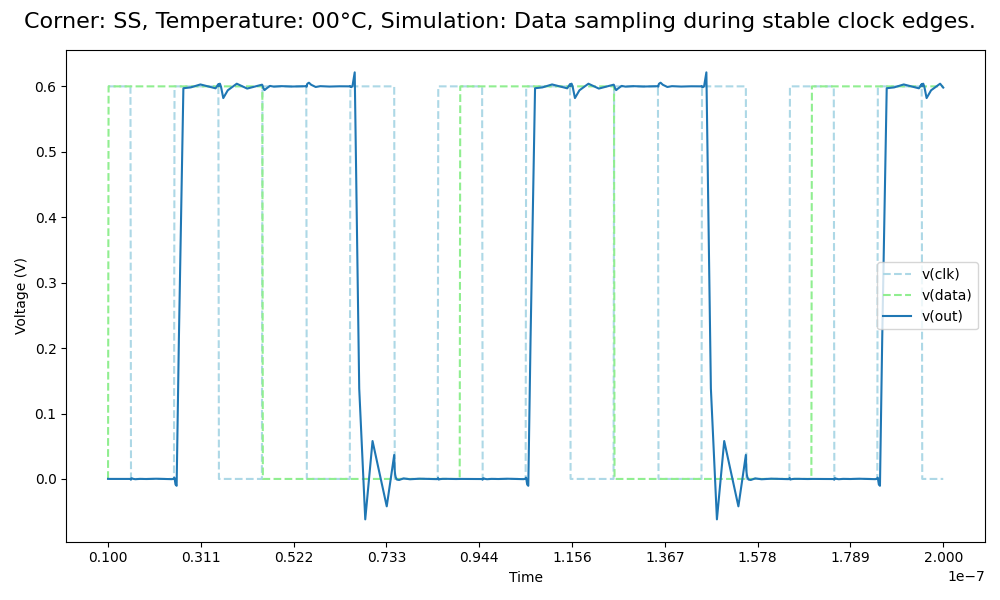 Corner: SS, Temperature: 00°C, Simulation: Data sampling during stable clock edges.
Voltage (V)
0.6
0.5
0.4
0.3
0.2
0.1
0.0
v(clk)
v(data)
v(out)
0.100 0.311 0.522 0.733 0.944 1.156 1.367 1.578 1.789 2.000
Time
1e−7